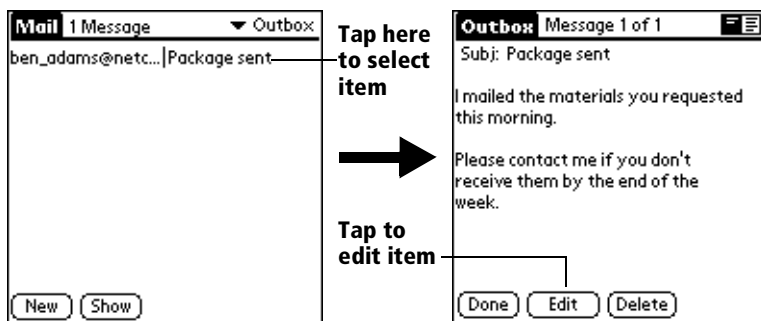 Mail 1 Message Outbox
ben_adams@netc... Package sent
New Show
Tap here
to select
item
Tap to
edit item
Outbox Message 1 of 1
Subj: Package sent
I mailed the materials you requested
this morning.
Please contact me if you don't
receive them by the end of the
week.
Done Edit Delete